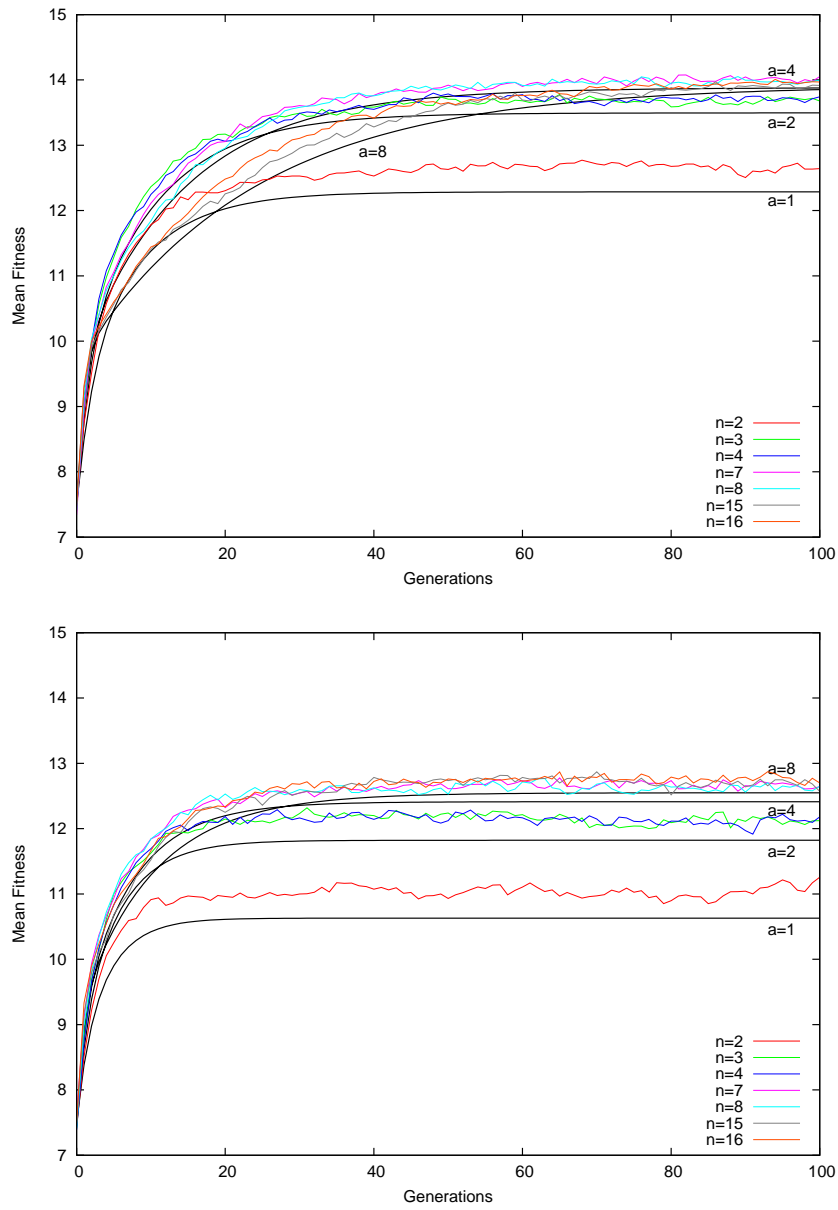 15
14
13
12
11
10
9
8
7
Mean Fitness
a=4
a=2
a=8
a=1
n=2
n=3
n=4
n=7
n=8
n=15
n=16
0 20 40 60 80 100
Generations
15
14
13
12
11
10
9
8
7
Mean Fitness
a=8
a=4
a=2
a=1
n=2
n=3
n=4
n=7
n=8
n=15
n=16
0 20 40 60 80 100
Generations